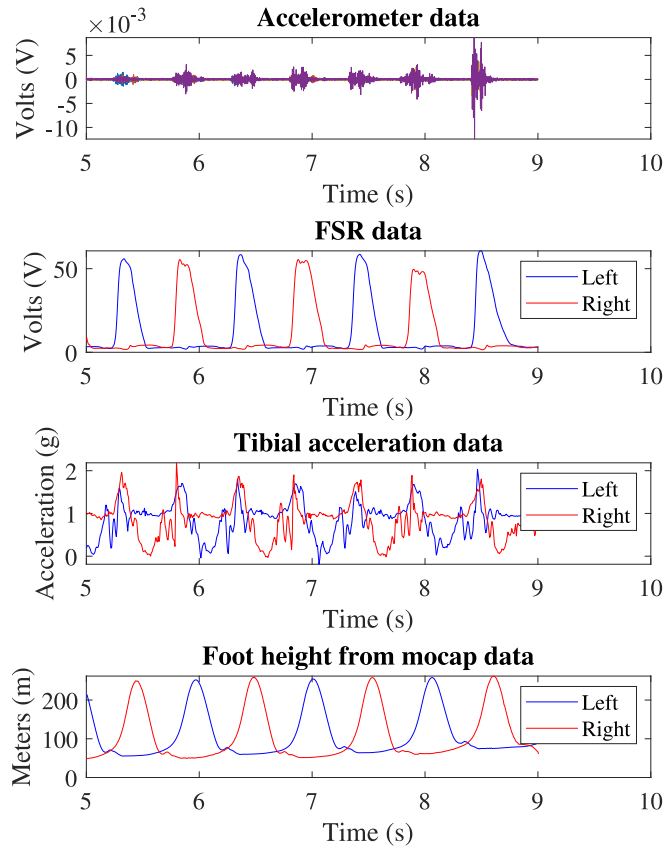 Accelerometer data
×10⁻³
5
0
-5
-10
Volts (V)
5 6 7 8 9 10
Time (s)
FSR data
50
0
Volts (V)
Left
Right
5 6 7 8 9 10
Time (s)
Tibial acceleration data
2
1
0
Acceleration (g)
Left
Right
5 6 7 8 9 10
Time (s)
Foot height from mocap data
200
100
0
Meters (m)
Left
Right
5 6 7 8 9 10
Time (s)